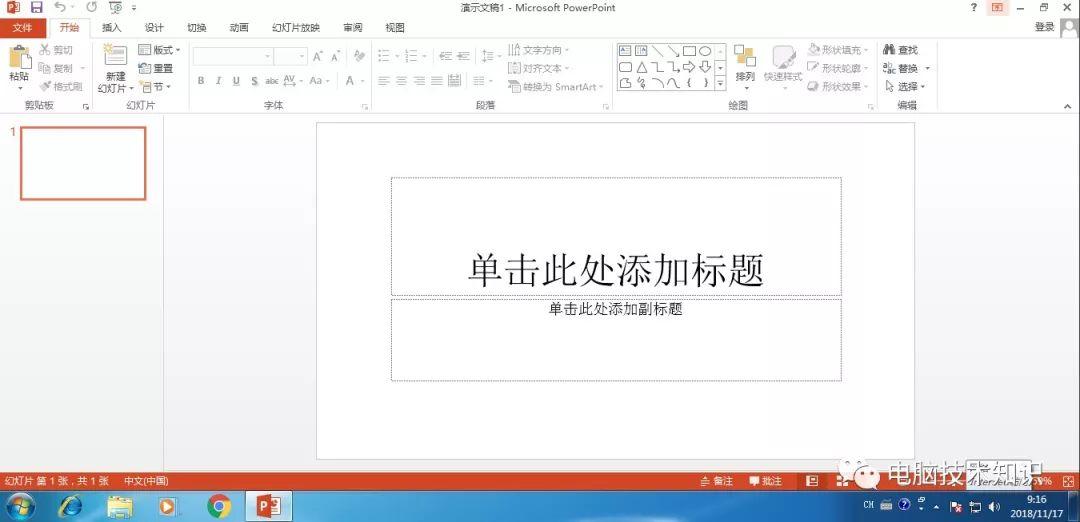 演示文稿1 - Microsoft PowerPoint
文件 开始 插入 设计 切换 动画 幻灯片放映 审阅 视图 登录
粘贴 剪切 复制 格式刷
新建幻灯片 版式 重置 节
B I U S abc AV Aa A
文字方向 对齐文本 转换为 SmartArt
排列 快速样式 形状填充 形状轮廓 形状效果
查找 替换 选择
剪贴板 幻灯片 字体 段落 绘图 编辑
1
单击此处添加标题
单击此处添加副标题
幻灯片 第 1 张，共 1 张 中文(中国) 备注 批注
电脑技术知识
CH 9:16
2018/11/17